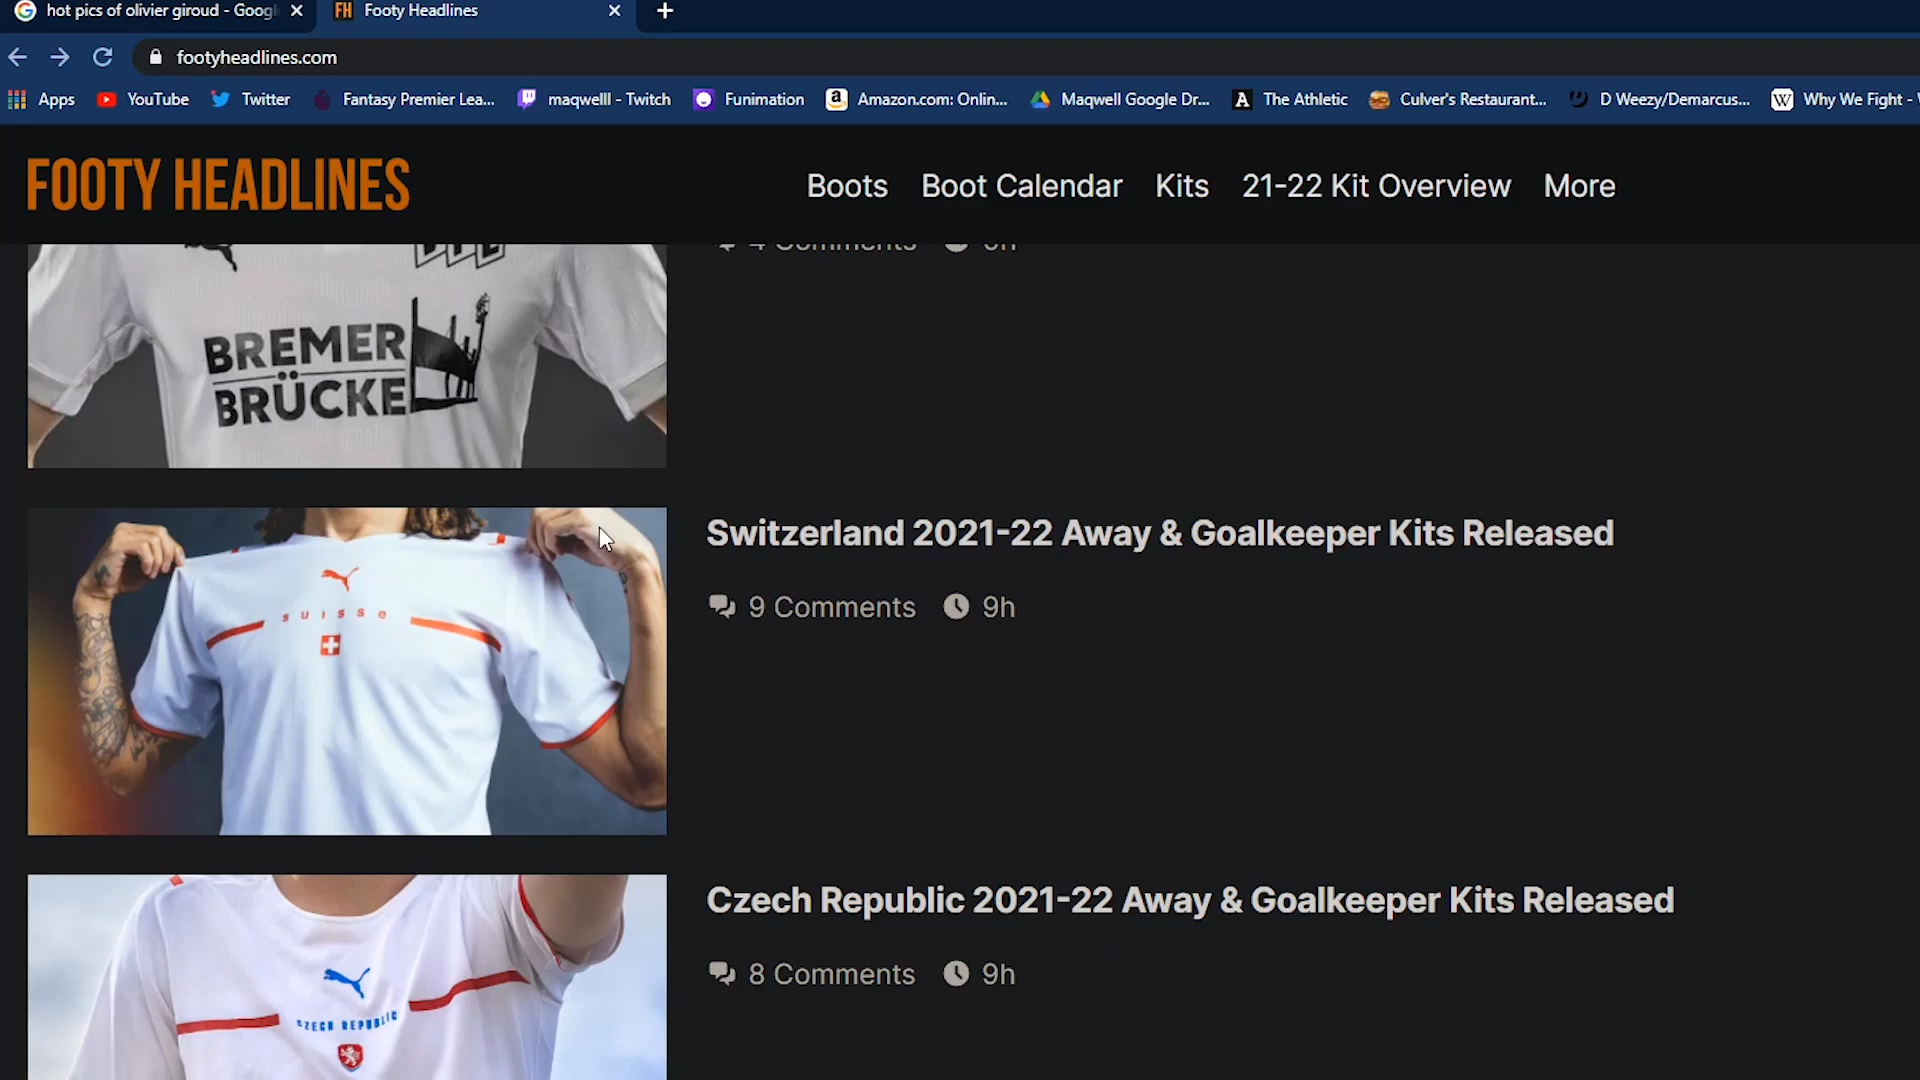 hot pics of olivier giroud - Googl
FH Footy Headlines
footyheadlines.com
Apps YouTube Twitter Fantasy Premier Lea... maqwelll - Twitch Funimation Amazon.com: Onlin... Maqwell Google Dr... The Athletic Culver's Restaurant... D Weezy/Demarcus... Why We Fight -
FOOTY HEADLINES
Boots Boot Calendar Kits 21-22 Kit Overview More
4 Comments
BREMER
BRÜCKE
Switzerland 2021-22 Away & Goalkeeper Kits Released
9 Comments 9h
suisse
Czech Republic 2021-22 Away & Goalkeeper Kits Released
8 Comments 9h
CZECH REPUBLIC